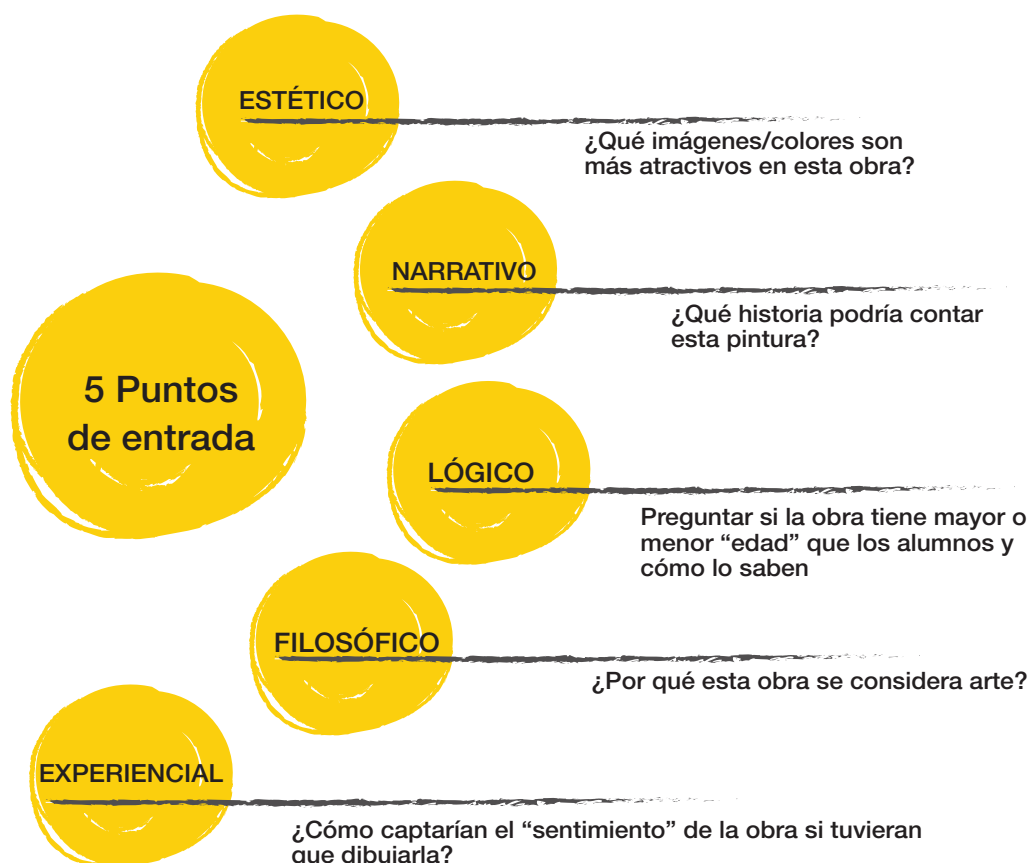 ESTÉTICO
¿Qué imágenes/colores son
más atractivos en esta obra?
NARRATIVO
¿Qué historia podría contar
esta pintura?
5 Puntos
de entrada
LÓGICO
Preguntar si la obra tiene mayor o
menor “edad” que los alumnos y
cómo lo saben
FILOSÓFICO
¿Por qué esta obra se considera arte?
EXPERIENCIAL
¿Cómo captarían el “sentimiento” de la obra si tuvieran
que dibujarla?